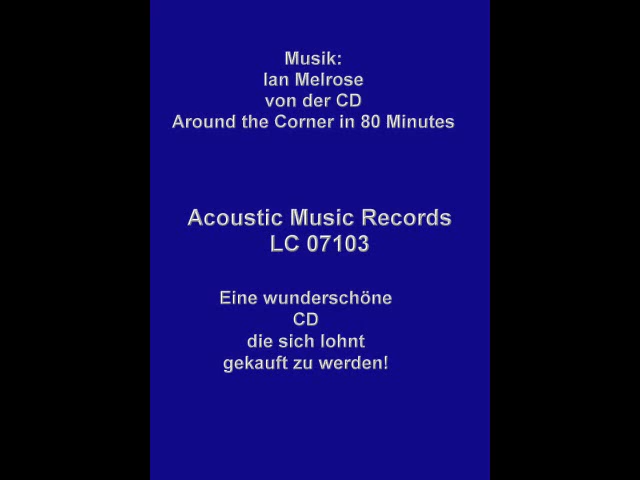 Musik:
Ian Melrose
von der CD
Around the Corner in 80 Minutes
Acoustic Music Records
LC 07103
Eine wunderschöne
CD
die sich lohnt
gekauft zu werden!